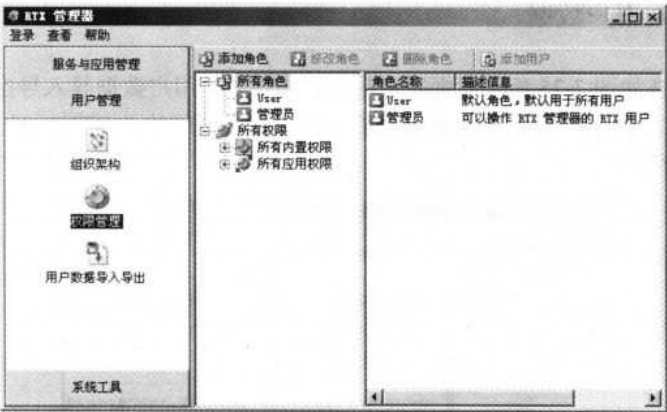 RTX 管理器
登录 查看 帮助
服务与应用管理
用户管理
组织架构
权限管理
用户数据导入导出
系统工具
添加角色 修改角色 删除角色 添加用户
所有角色
User
管理员
所有权限
所有内置权限
所有应用权限
角色名称 描述信息
User 默认角色，默认用于所有用户
管理员 可以操作 RTX 管理器的 RTX 用户